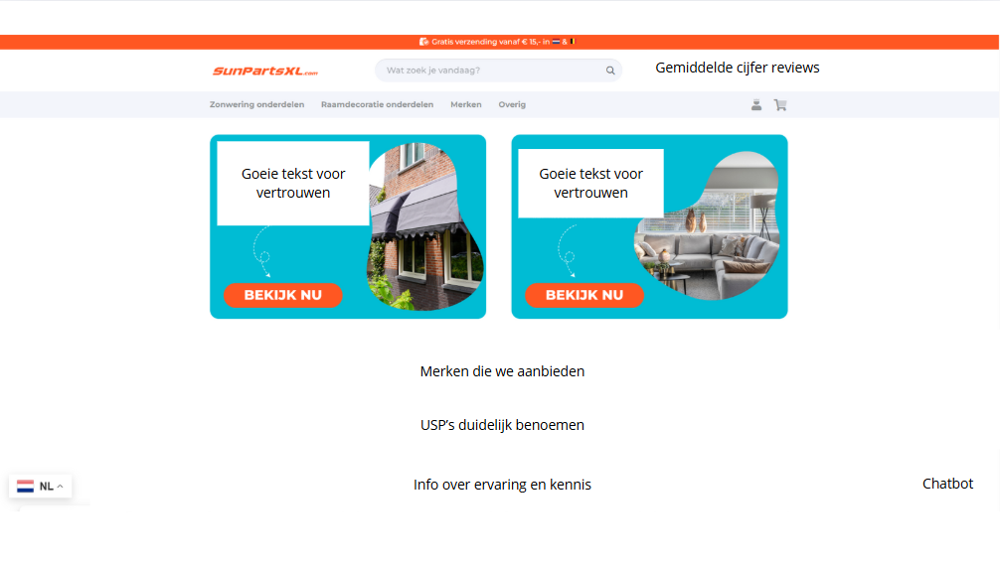 Gratis verzending vanaf € 15,- in &
SunPartsXL.com
Wat zoek je vandaag?
Gemiddelde cijfer reviews
Zonwering onderdelen Raamdecoratie onderdelen Merken Overig
Goeie tekst voor
vertrouwen
BEKIJK NU
Goeie tekst voor
vertrouwen
BEKIJK NU
Merken die we aanbieden
USP’s duidelijk benoemen
Info over ervaring en kennis
NL
Chatbot